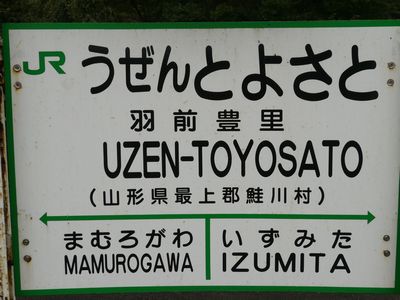 JR うぜんとよさと
羽前豊里
UZEN-TOYOSATO
(山形県最上郡鮭川村)
まむろがわ いずみた
MAMUROGAWA IZUMITA